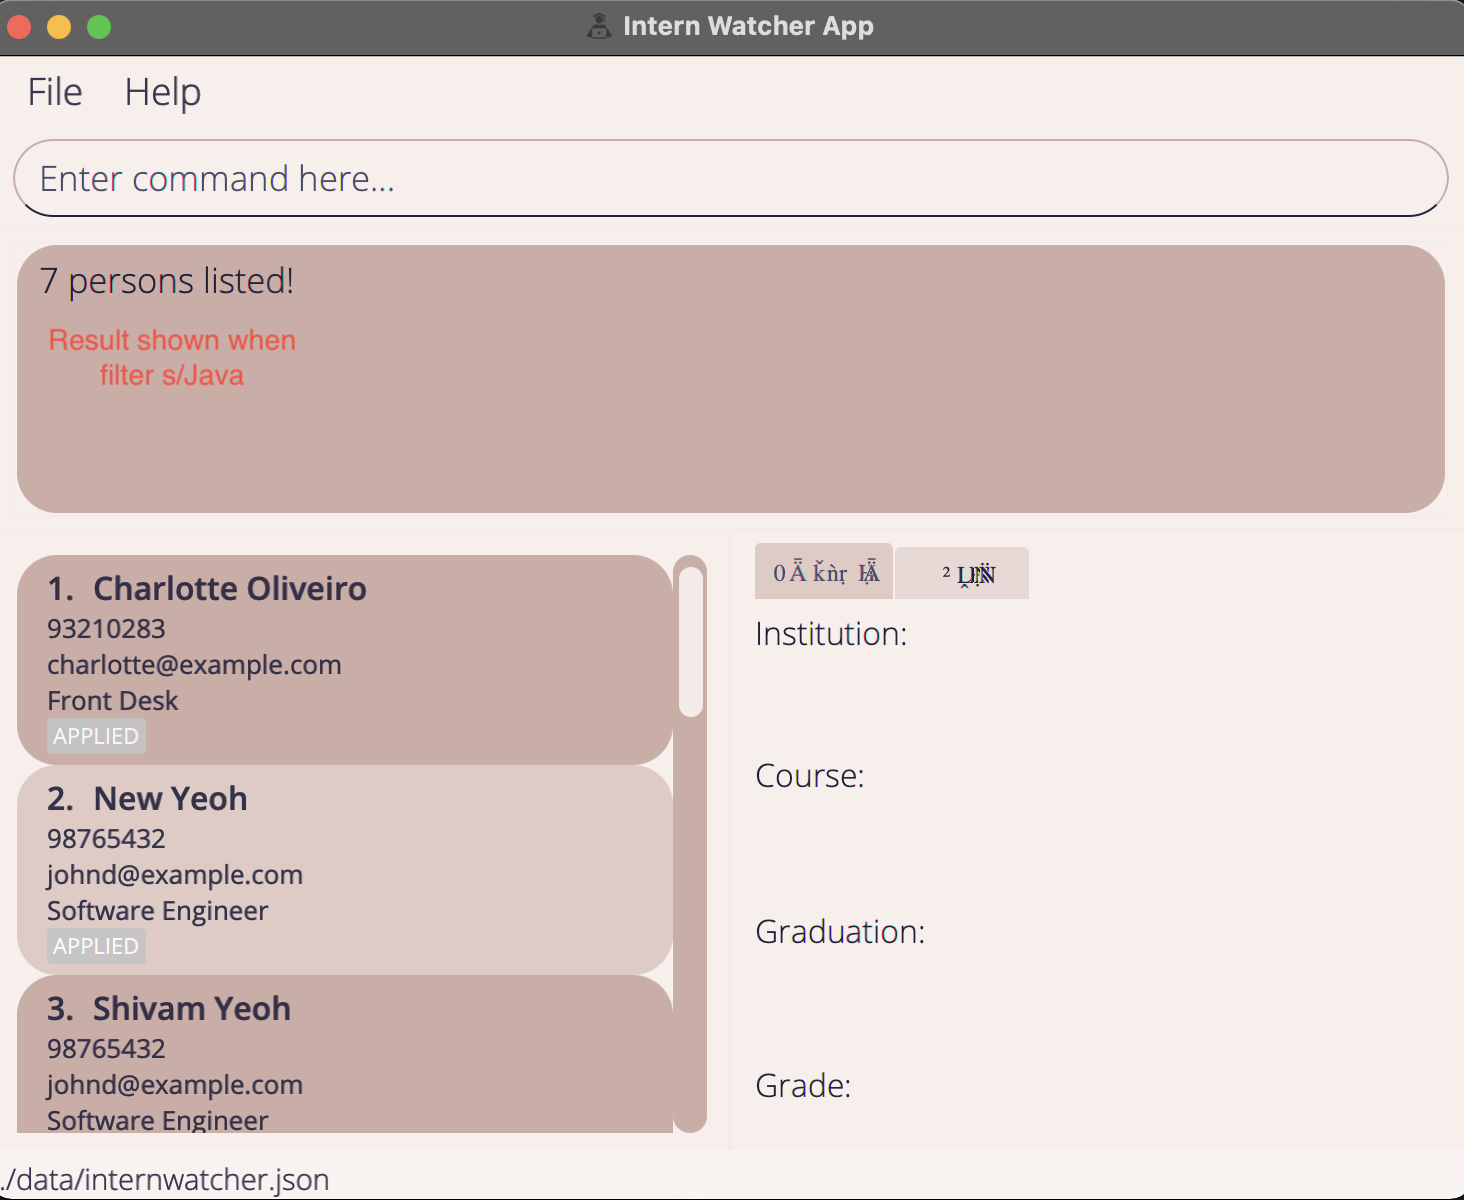 Intern Watcher App
File Help
Enter command here...
7 persons listed!
Result shown when
filter s/Java
1. Charlotte Oliveiro
93210283
charlotte@example.com
Front Desk
APPLIED
2. New Yeoh
98765432
johnd@example.com
Software Engineer
APPLIED
3. Shivam Yeoh
98765432
johnd@example.com
Software Engineer
Institution:
Course:
Graduation:
Grade:
./data/internwatcher.json